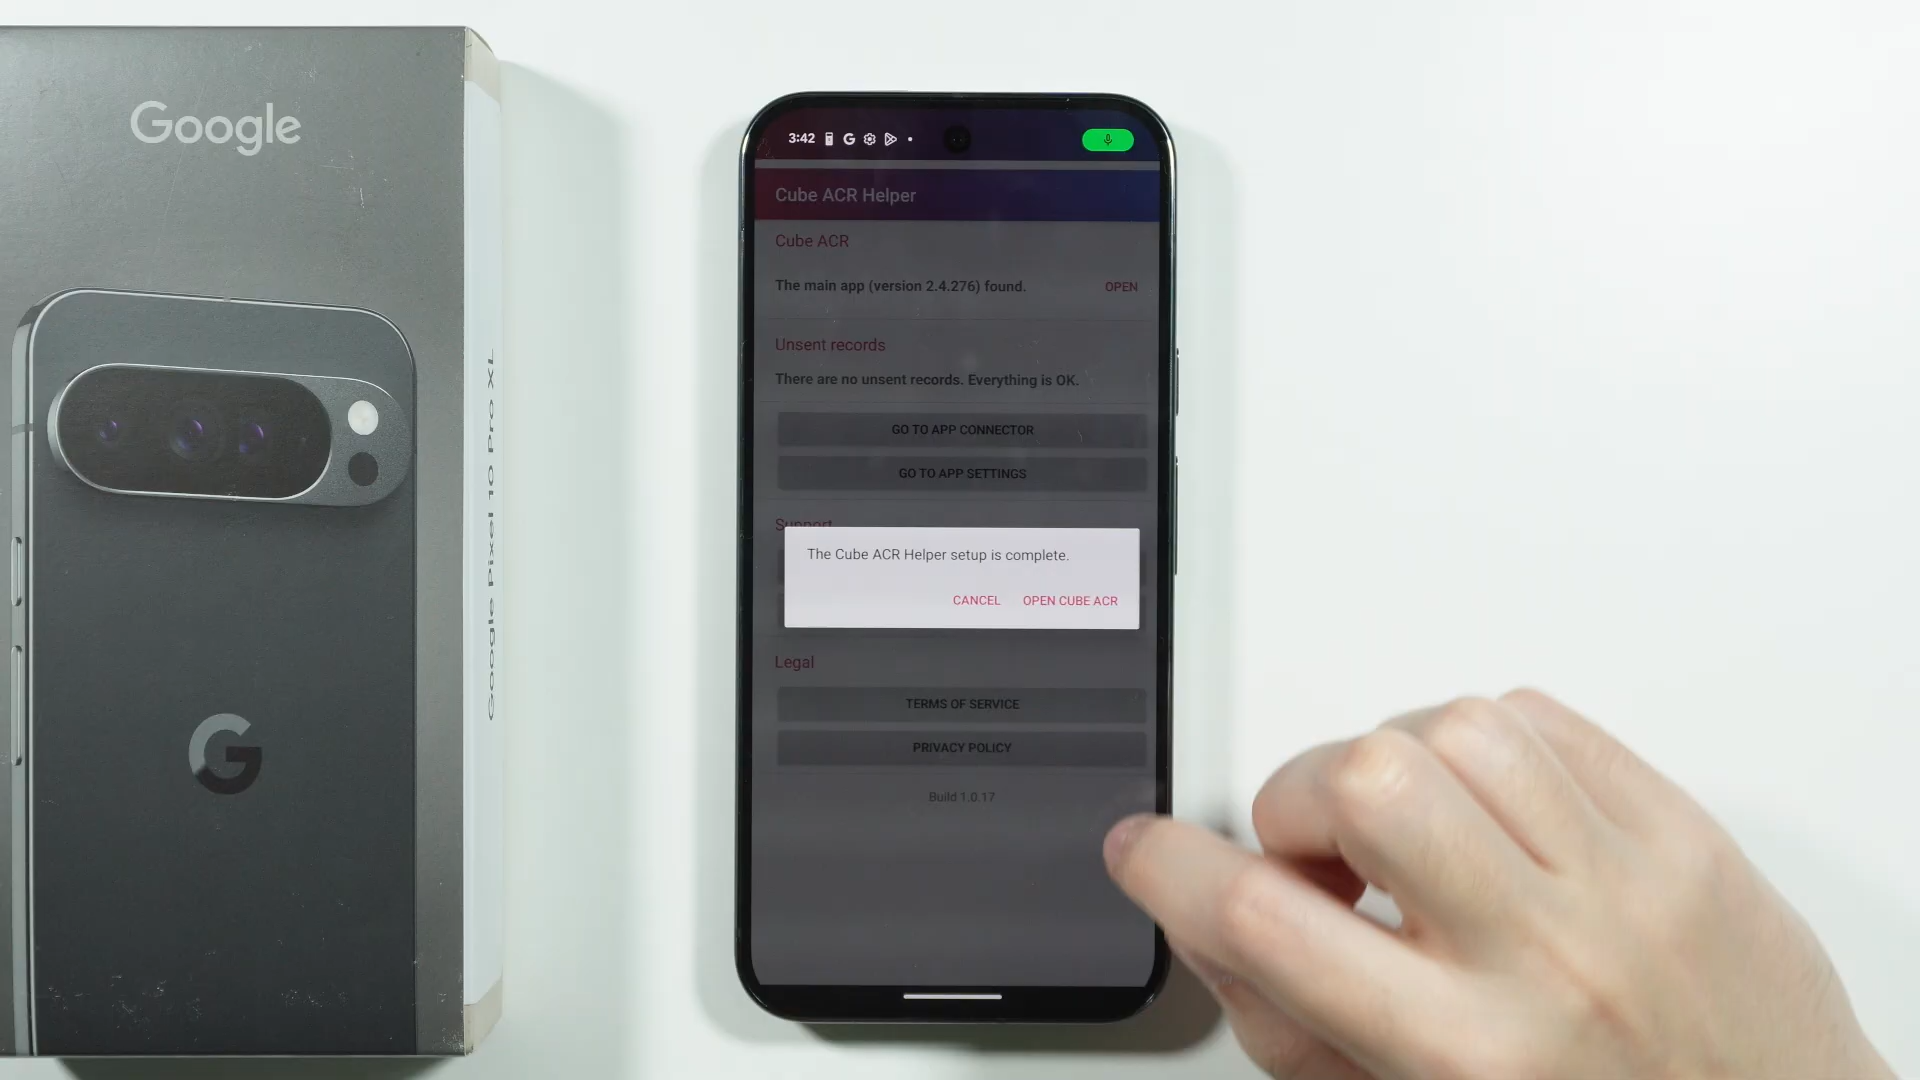 Google
Google Pixel 10 Pro XL
3:42
Cube ACR Helper
Cube ACR
The main app (version 2.4.276) found.
OPEN
Unsent records
There are no unsent records. Everything is OK.
GO TO APP CONNECTOR
GO TO APP SETTINGS
Support
The Cube ACR Helper setup is complete.
CANCEL
OPEN CUBE ACR
Legal
TERMS OF SERVICE
PRIVACY POLICY
Build 1.0.17